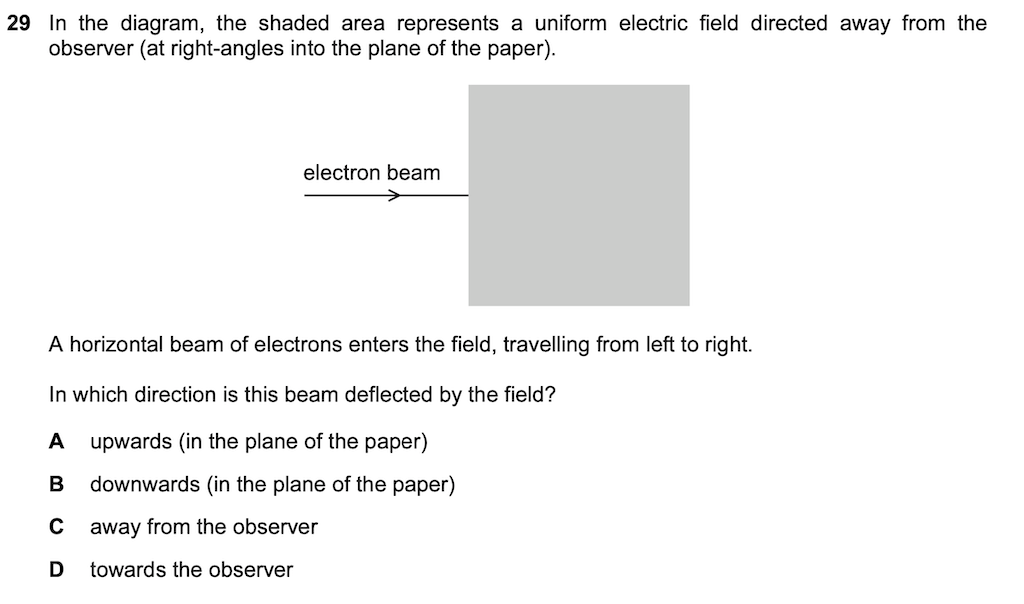 29 In the diagram, the shaded area represents a uniform electric field directed away from the
observer (at right-angles into the plane of the paper).
electron beam
A horizontal beam of electrons enters the field, travelling from left to right.
In which direction is this beam deflected by the field?
A upwards (in the plane of the paper)
B downwards (in the plane of the paper)
C away from the observer
D towards the observer